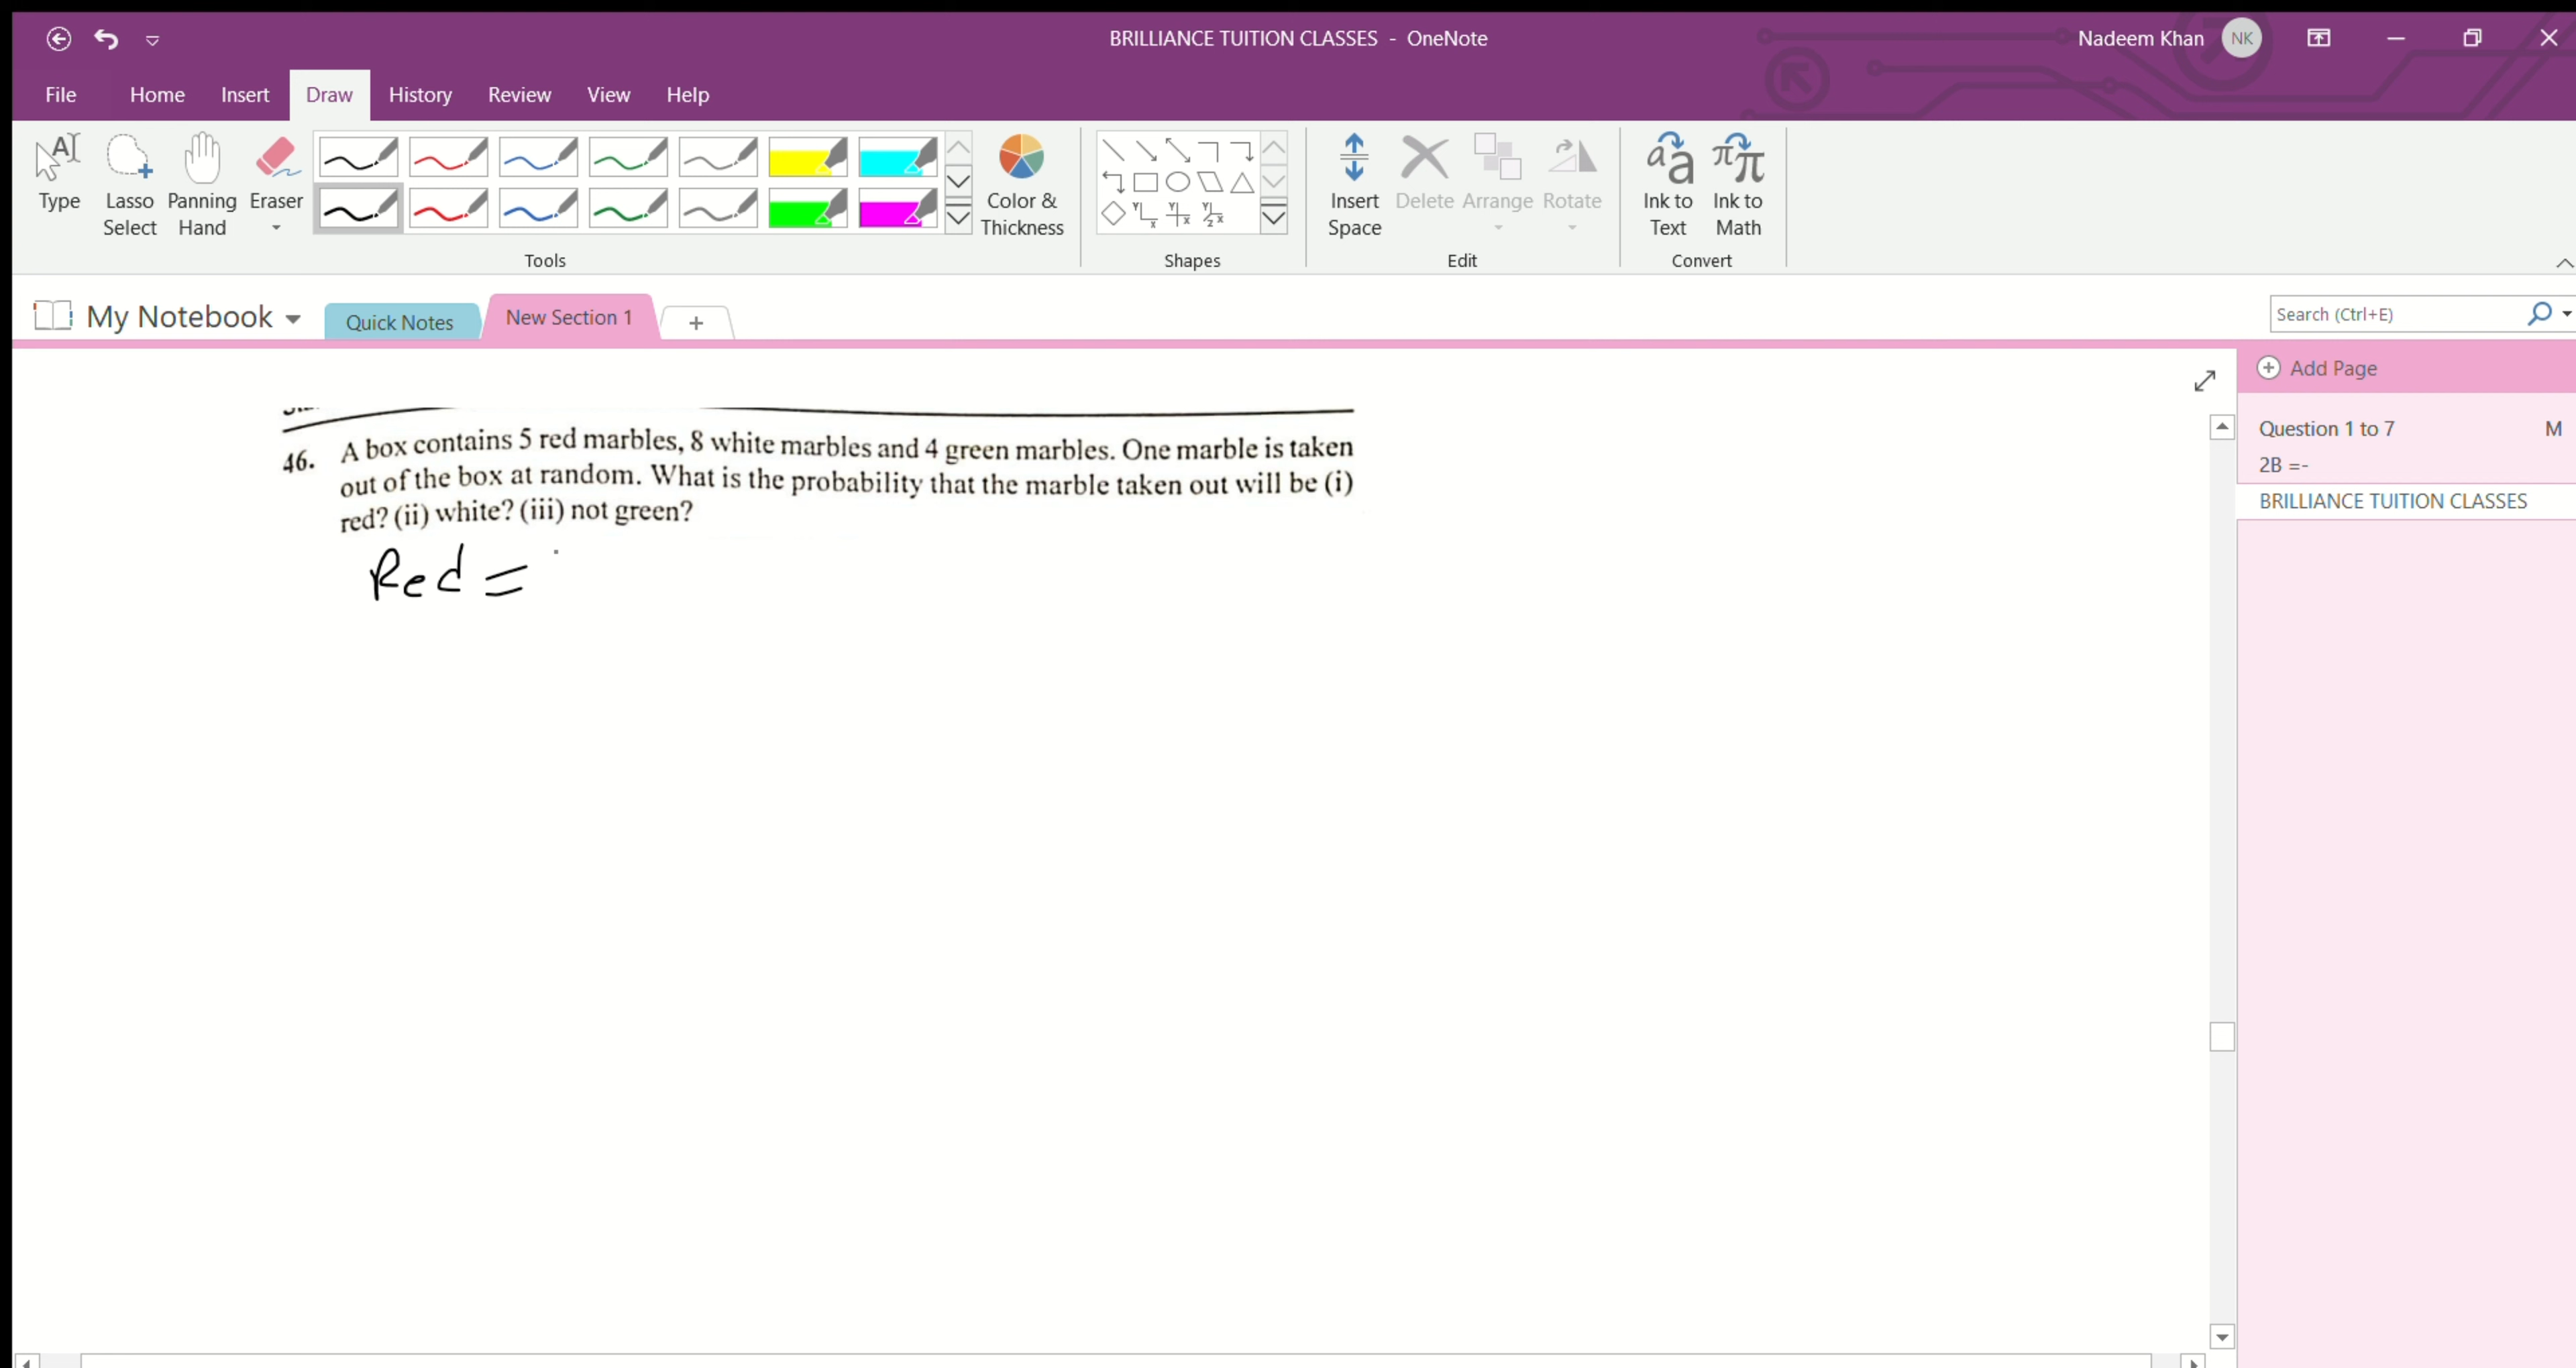 BRILLIANCE TUITION CLASSES - OneNote
Nadeem Khan NK
File Home Insert Draw History Review View Help
Type
Lasso Select
Panning Hand
Eraser
Color & Thickness
Insert Space
Delete
Arrange
Rotate
Ink to Text
Ink to Math
Tools
Shapes
Edit
Convert
My Notebook
Quick Notes
New Section 1
Search (Ctrl+E)
Add Page
Question 1 to 7 M
2B =-
BRILLIANCE TUITION CLASSES
46. A box contains 5 red marbles, 8 white marbles and 4 green marbles. One marble is taken
out of the box at random. What is the probability that the marble taken out will be (i)
red? (ii) white? (iii) not green?
Red =